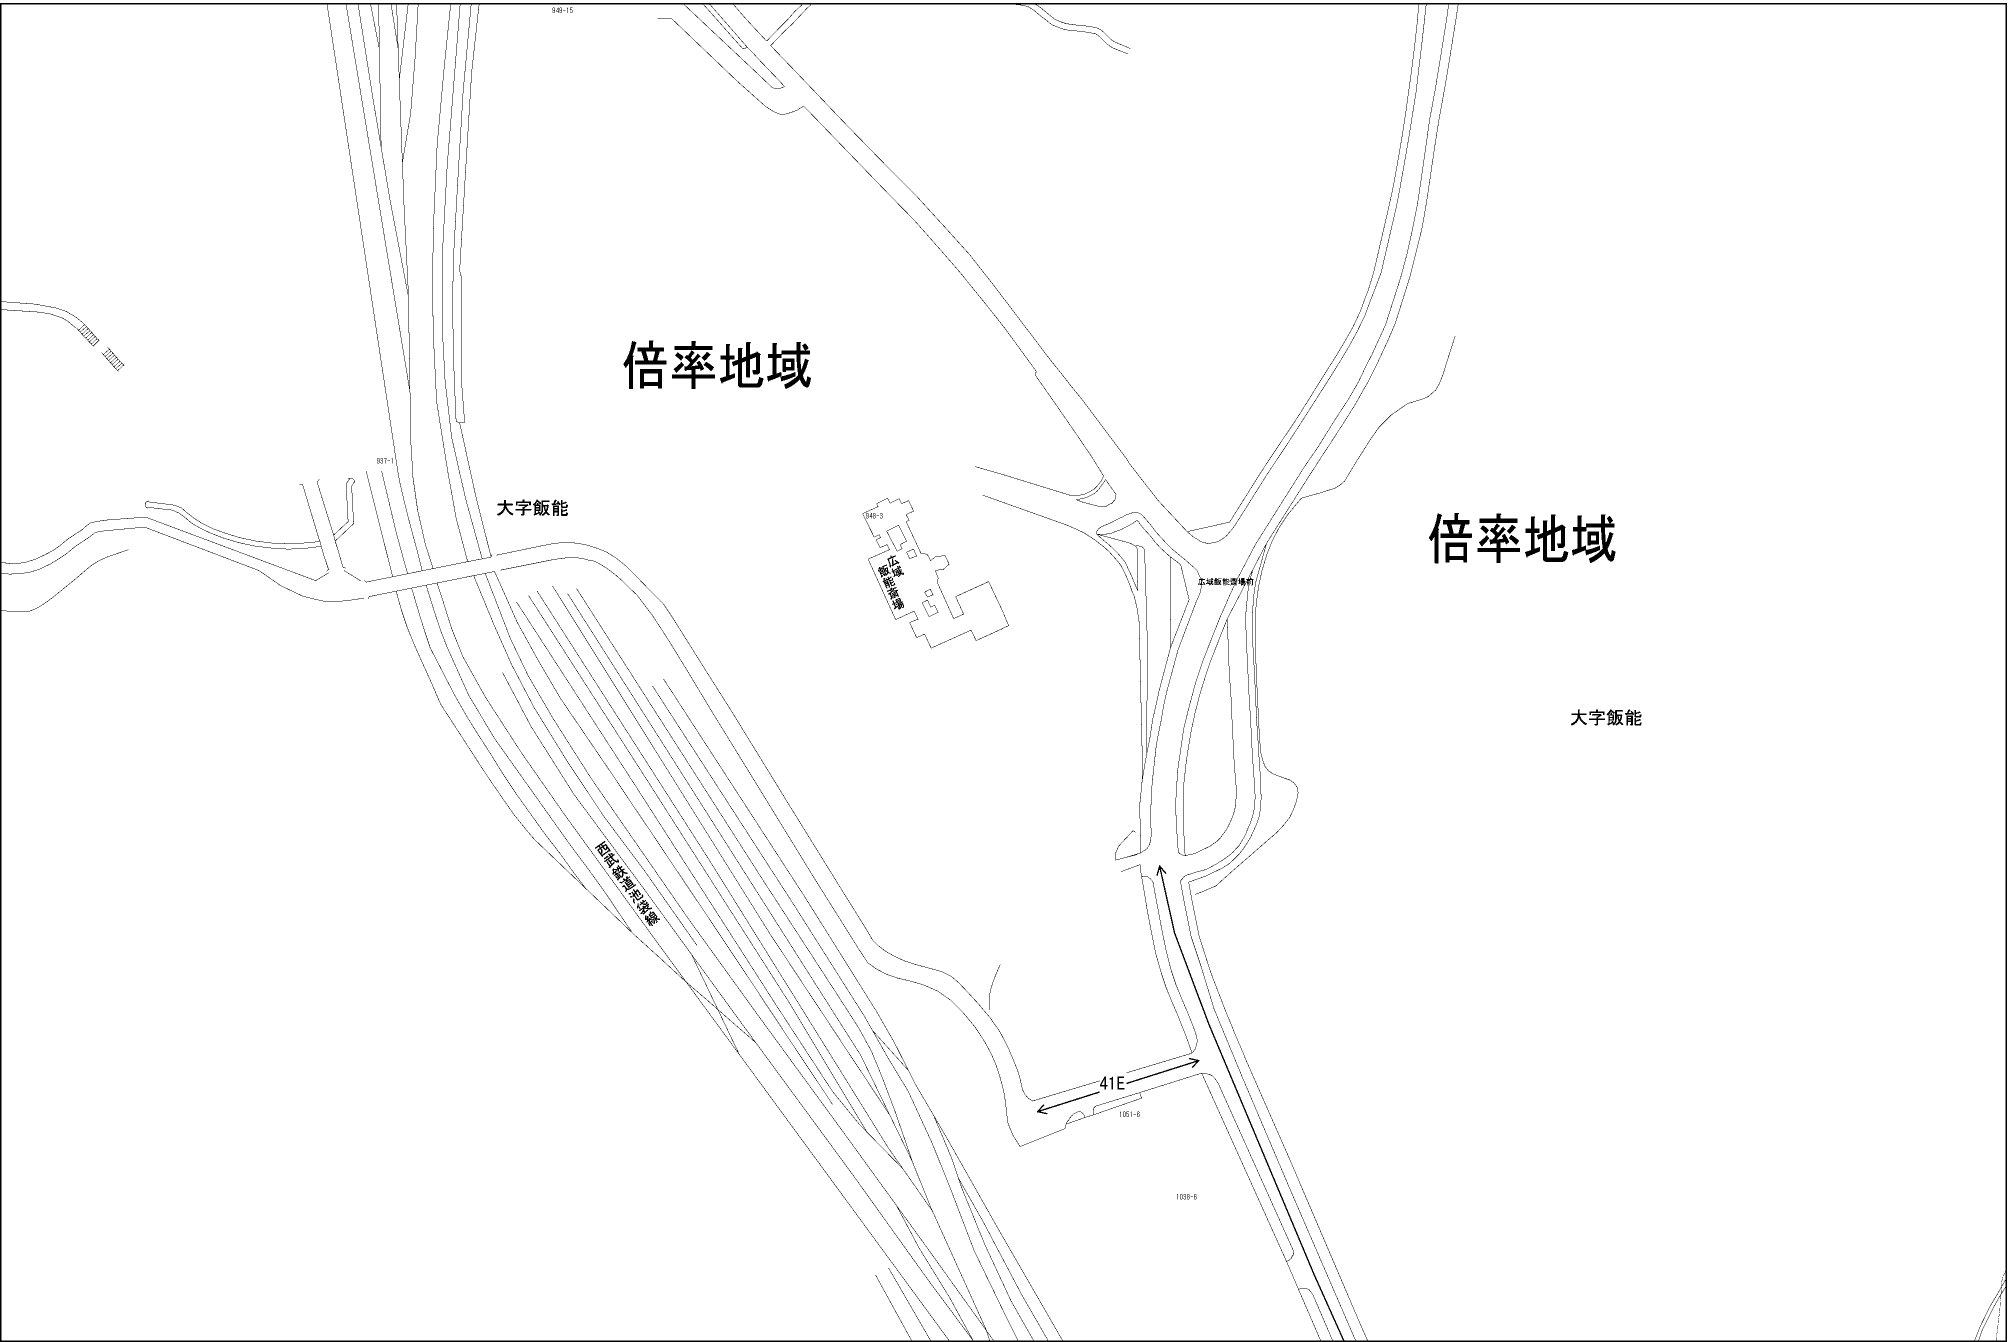 949-15
倍率地域
937-1
大字飯能
948-3
倍率地域
広域
飯能斎場
広域飯能斎場前
大字飯能
西武鉄道池袋線
41E
1051-6
1038-6